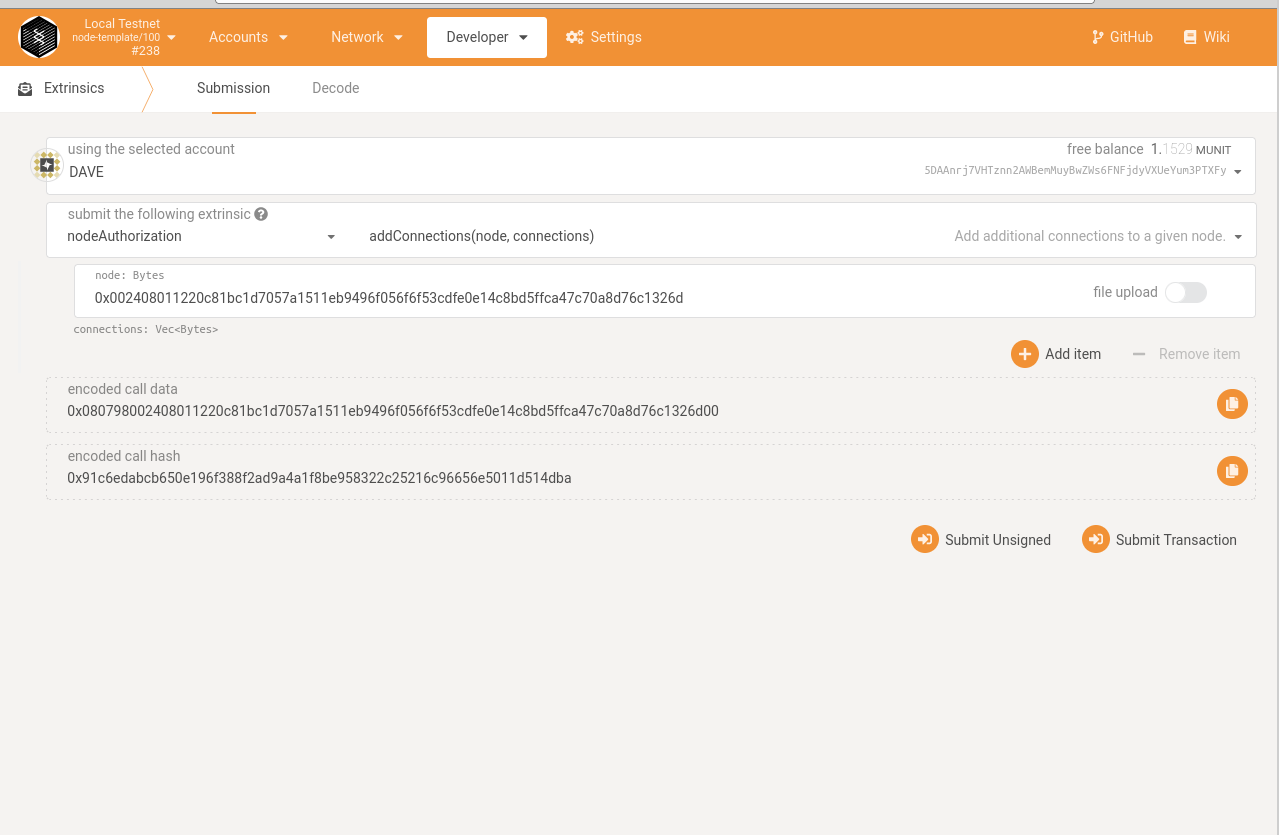 Local Testnet
node-template/100
#238
Accounts
Network
Developer
Settings
GitHub
Wiki
Extrinsics
Submission
Decode
using the selected account
DAVE
free balance 1.1529 MUNIT
5DAAnrj7VHTznn2AWBemMuyBwZWs6FNFjdyVXUeYum3PTXFy
submit the following extrinsic
nodeAuthorization
addConnections(node, connections)
Add additional connections to a given node.
node: Bytes
0x002408011220c81bc1d7057a1511eb9496f056f6f53cdfe0e14c8bd5ffca47c70a8d76c1326d
file upload
connections: Vec<Bytes>
Add item
Remove item
encoded call data
0x080798002408011220c81bc1d7057a1511eb9496f056f6f53cdfe0e14c8bd5ffca47c70a8d76c1326d00
encoded call hash
0x91c6edabcb650e196f388f2ad9a4a1f8be958322c25216c96656e5011d514dba
Submit Unsigned
Submit Transaction